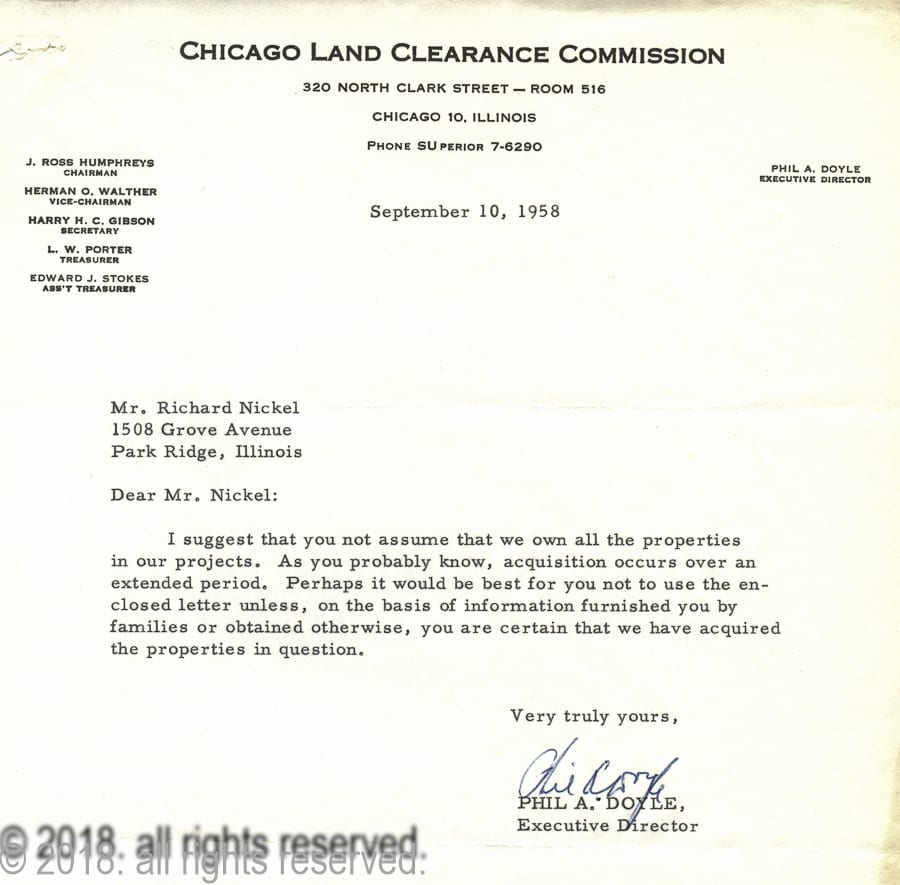 CHICAGO LAND CLEARANCE COMMISSION
320 NORTH CLARK STREET — ROOM 516
CHICAGO 10, ILLINOIS
PHONE SUPERIOR 7-6290
J. ROSS HUMPHREYS
CHAIRMAN
HERMAN O. WALTHER
VICE-CHAIRMAN
HARRY H. C. GIBSON
SECRETARY
L. W. PORTER
TREASURER
EDWARD J. STOKES
ASS'T TREASURER
PHIL A. DOYLE
EXECUTIVE DIRECTOR
September 10, 1958
Mr. Richard Nickel
1508 Grove Avenue
Park Ridge, Illinois
Dear Mr. Nickel:
I suggest that you not assume that we own all the properties
in our projects. As you probably know, acquisition occurs over an
extended period. Perhaps it would be best for you not to use the en-
closed letter unless, on the basis of information furnished you by
families or obtained otherwise, you are certain that we have acquired
the properties in question.
Very truly yours,
Phil A Doyle
PHIL A. DOYLE,
Executive Director
© 2018. all rights reserved.
© 2018. all rights reserved.